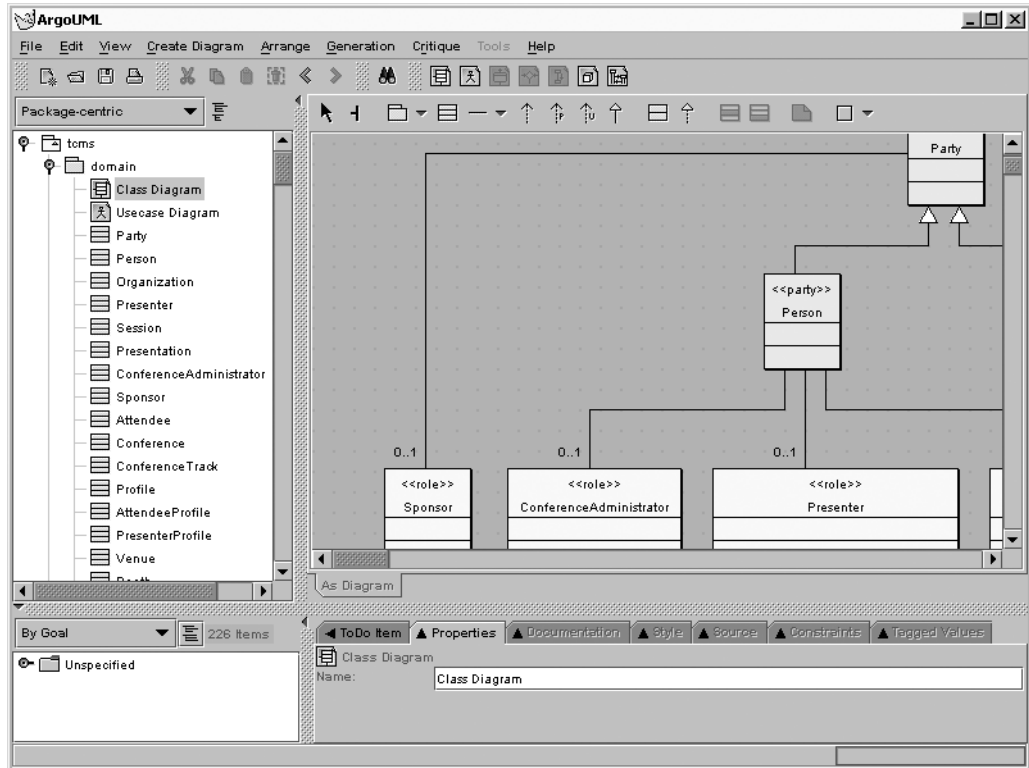 ArgoUML
File Edit View Create Diagram Arrange Generation Critique Tools Help
Package-centric
tcms
domain
Class Diagram
Usecase Diagram
Party
Person
Organization
Presenter
Session
Presentation
ConferenceAdministrator
Sponsor
Attendee
Conference
ConferenceTrack
Profile
AttendeeProfile
PresenterProfile
Venue
Party
<<party>>
Person
0..1 0..1 0..1
<<role>> <<role>> <<role>>
Sponsor ConferenceAdministrator Presenter
As Diagram
By Goal 226 Items
Unspecified
ToDo Item Properties Documentation Style Source Constraints Tagged Values
Class Diagram
Name: Class Diagram